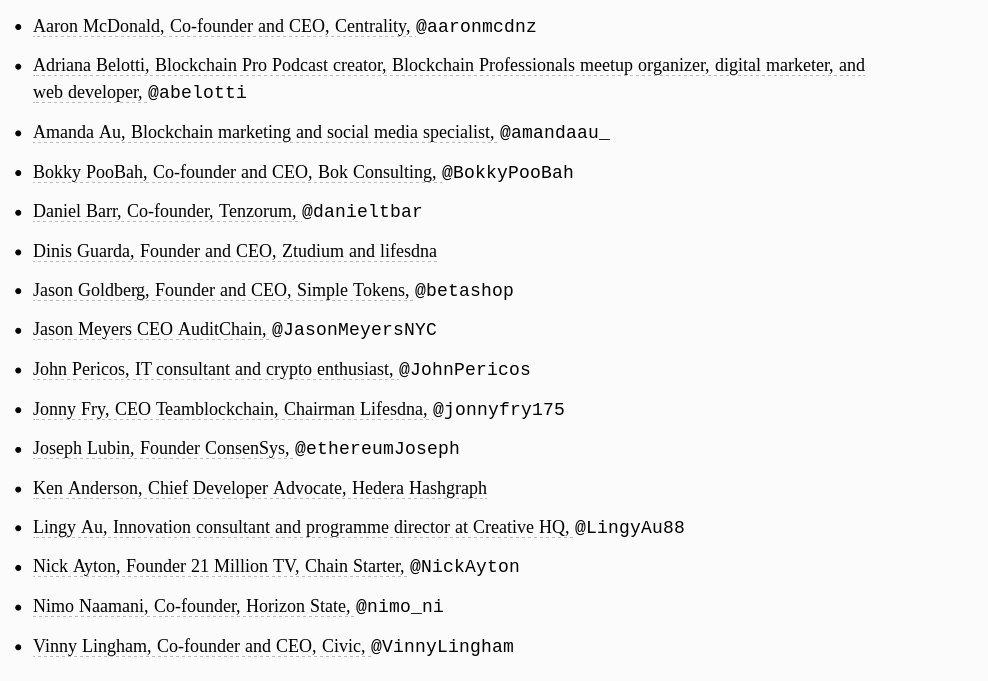 • Aaron McDonald, Co-founder and CEO, Centrality, @aaronmcdnz
• Adriana Belotti, Blockchain Pro Podcast creator, Blockchain Professionals meetup organizer, digital marketer, and
web developer, @abelotti
• Amanda Au, Blockchain marketing and social media specialist, @amandaau_
• Bokky PooBah, Co-founder and CEO, Bok Consulting, @BokkyPooBah
• Daniel Barr, Co-founder, Tenzorum, @danieltbar
• Dinis Guarda, Founder and CEO, Ztudium and lifesdna
• Jason Goldberg, Founder and CEO, Simple Tokens, @betashop
• Jason Meyers CEO AuditChain, @JasonMeyersNYC
• John Pericos, IT consultant and crypto enthusiast, @JohnPericos
• Jonny Fry, CEO Teamblockchain, Chairman Lifesdna, @jonnyfry175
• Joseph Lubin, Founder ConsenSys, @ethereumJoseph
• Ken Anderson, Chief Developer Advocate, Hedera Hashgraph
• Lingy Au, Innovation consultant and programme director at Creative HQ, @LingyAu88
• Nick Ayton, Founder 21 Million TV, Chain Starter, @NickAyton
• Nimo Naamani, Co-founder, Horizon State, @nimo_ni
• Vinny Lingham, Co-founder and CEO, Civic, @VinnyLingham